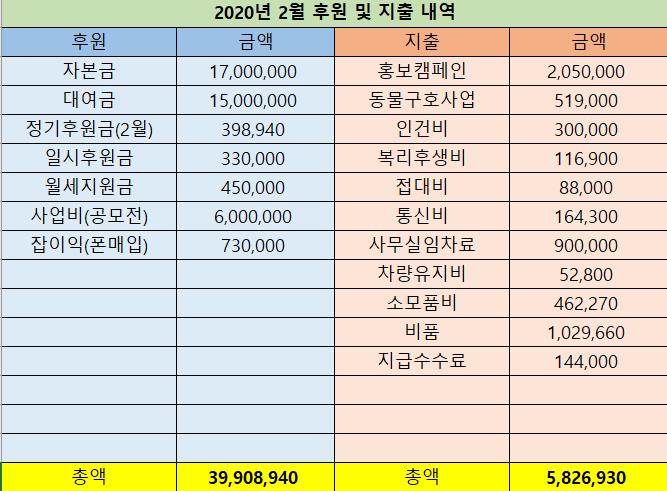 2020년 2월 후원 및 지출 내역
후원 금액 지출 금액
자본금 17,000,000 홍보캠페인 2,050,000
대여금 15,000,000 동물구호사업 519,000
정기후원금(2월) 398,940 인건비 300,000
일시후원금 330,000 복리후생비 116,900
월세지원금 450,000 접대비 88,000
사업비(공모전) 6,000,000 통신비 164,300
잡이익(폰매입) 730,000 사무실임차료 900,000
차량유지비 52,800
소모품비 462,270
비품 1,029,660
지급수수료 144,000
총액 39,908,940 총액 5,826,930